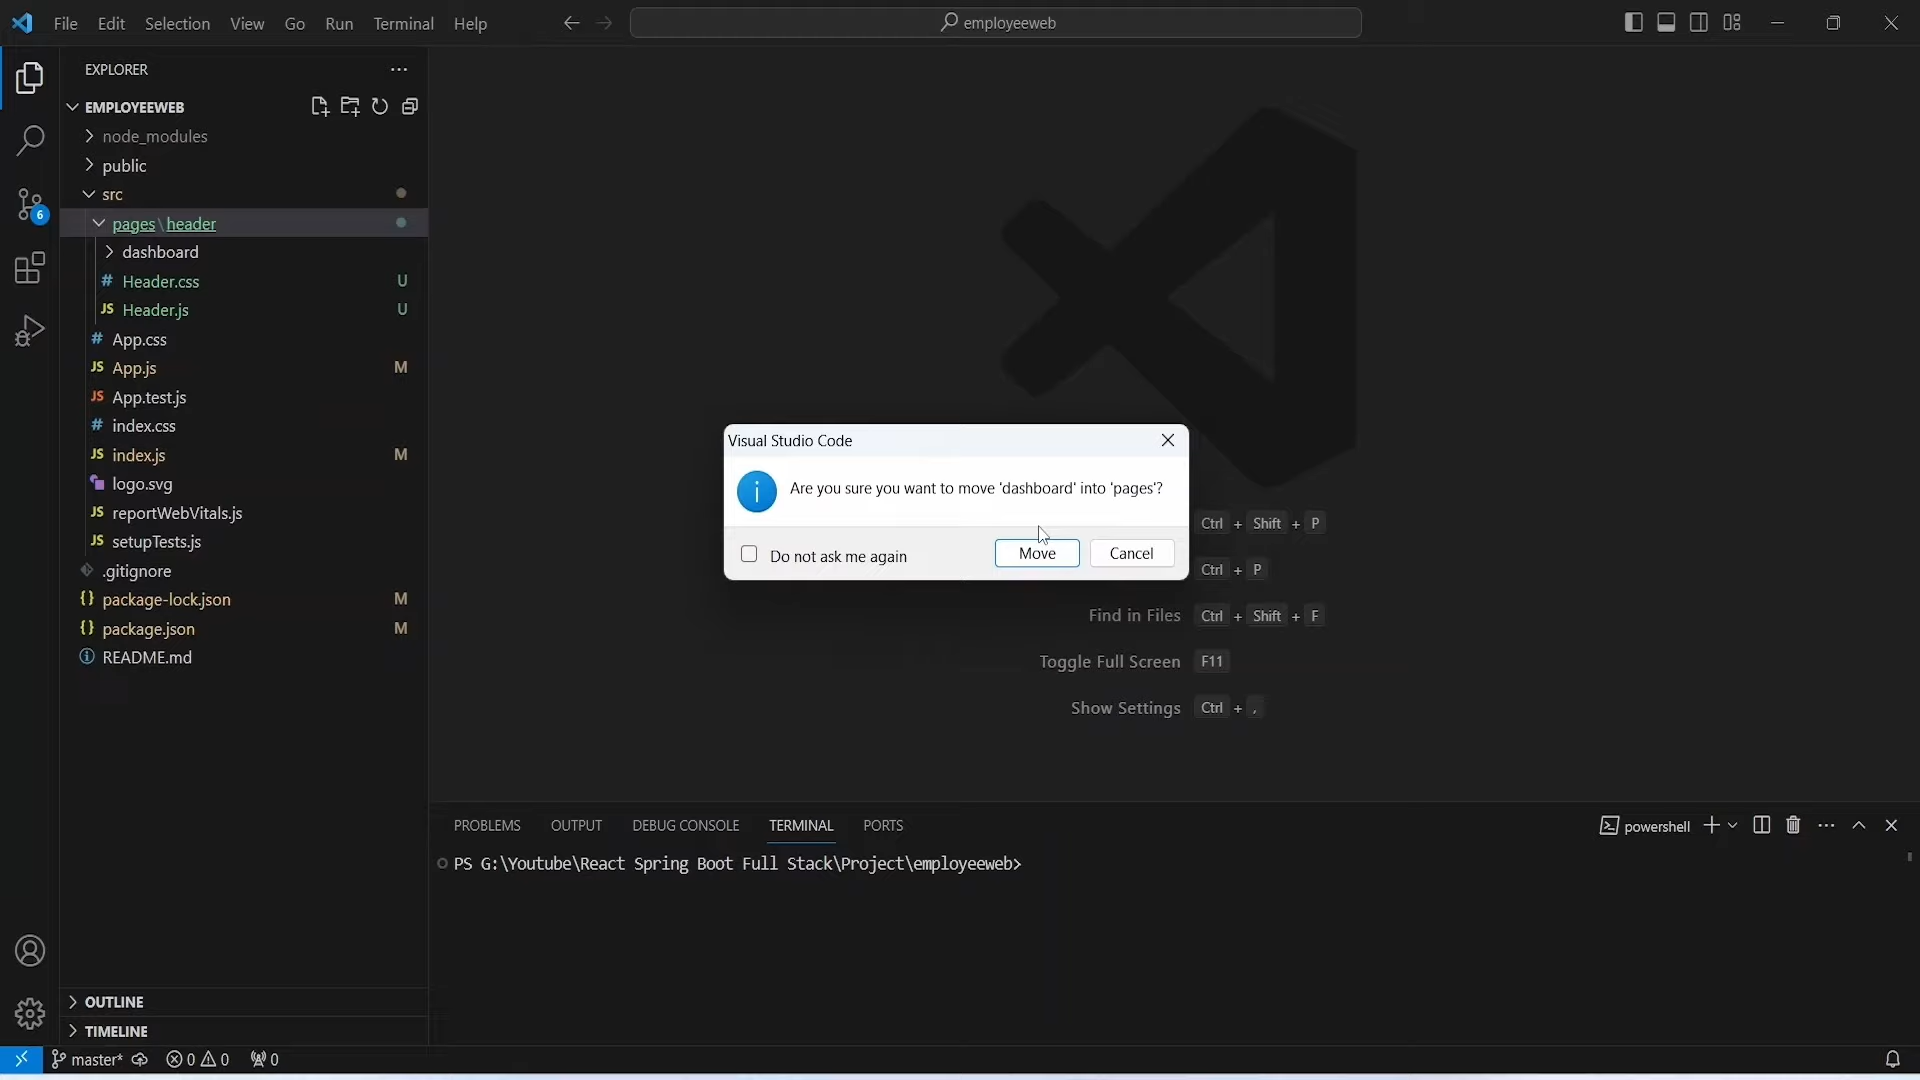 File Edit Selection View Go Run Terminal Help
employeeweb
EXPLORER
EMPLOYEEWEB
node_modules
public
src
pages\header
dashboard
Header.css U
Header.js U
App.css
App.js M
App.test.js
index.css
index.js M
logo.svg
reportWebVitals.js
setupTests.js
.gitignore
package-lock.json M
package.json M
README.md
OUTLINE
TIMELINE
6
Visual Studio Code
Are you sure you want to move 'dashboard' into 'pages'?
Do not ask me again
Move Cancel
Ctrl + Shift + P
Ctrl + P
Find in Files Ctrl + Shift + F
Toggle Full Screen F11
Show Settings Ctrl + ,
PROBLEMS OUTPUT DEBUG CONSOLE TERMINAL PORTS
powershell
PS G:\Youtube\React Spring Boot Full Stack\Project\employeeweb>
master* 0 0 0